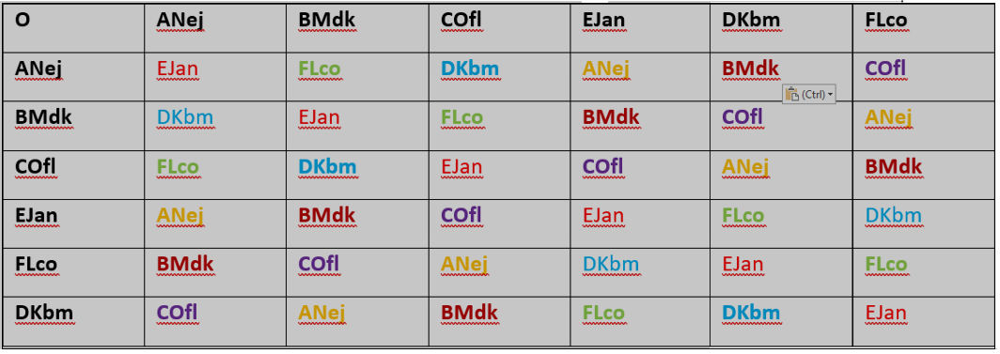 O ANej BMdk COfl EJan DKbm FLco
ANej EJan FLco DKbm ANej BMdk COfl
(Ctrl)
BMdk DKbm EJan FLco BMdk COfl ANej
COfl FLco DKbm EJan COfl ANej BMdk
EJan ANej BMdk COfl EJan FLco DKbm
FLco BMdk COfl ANej DKbm EJan FLco
DKbm COfl ANej BMdk FLco DKbm EJan